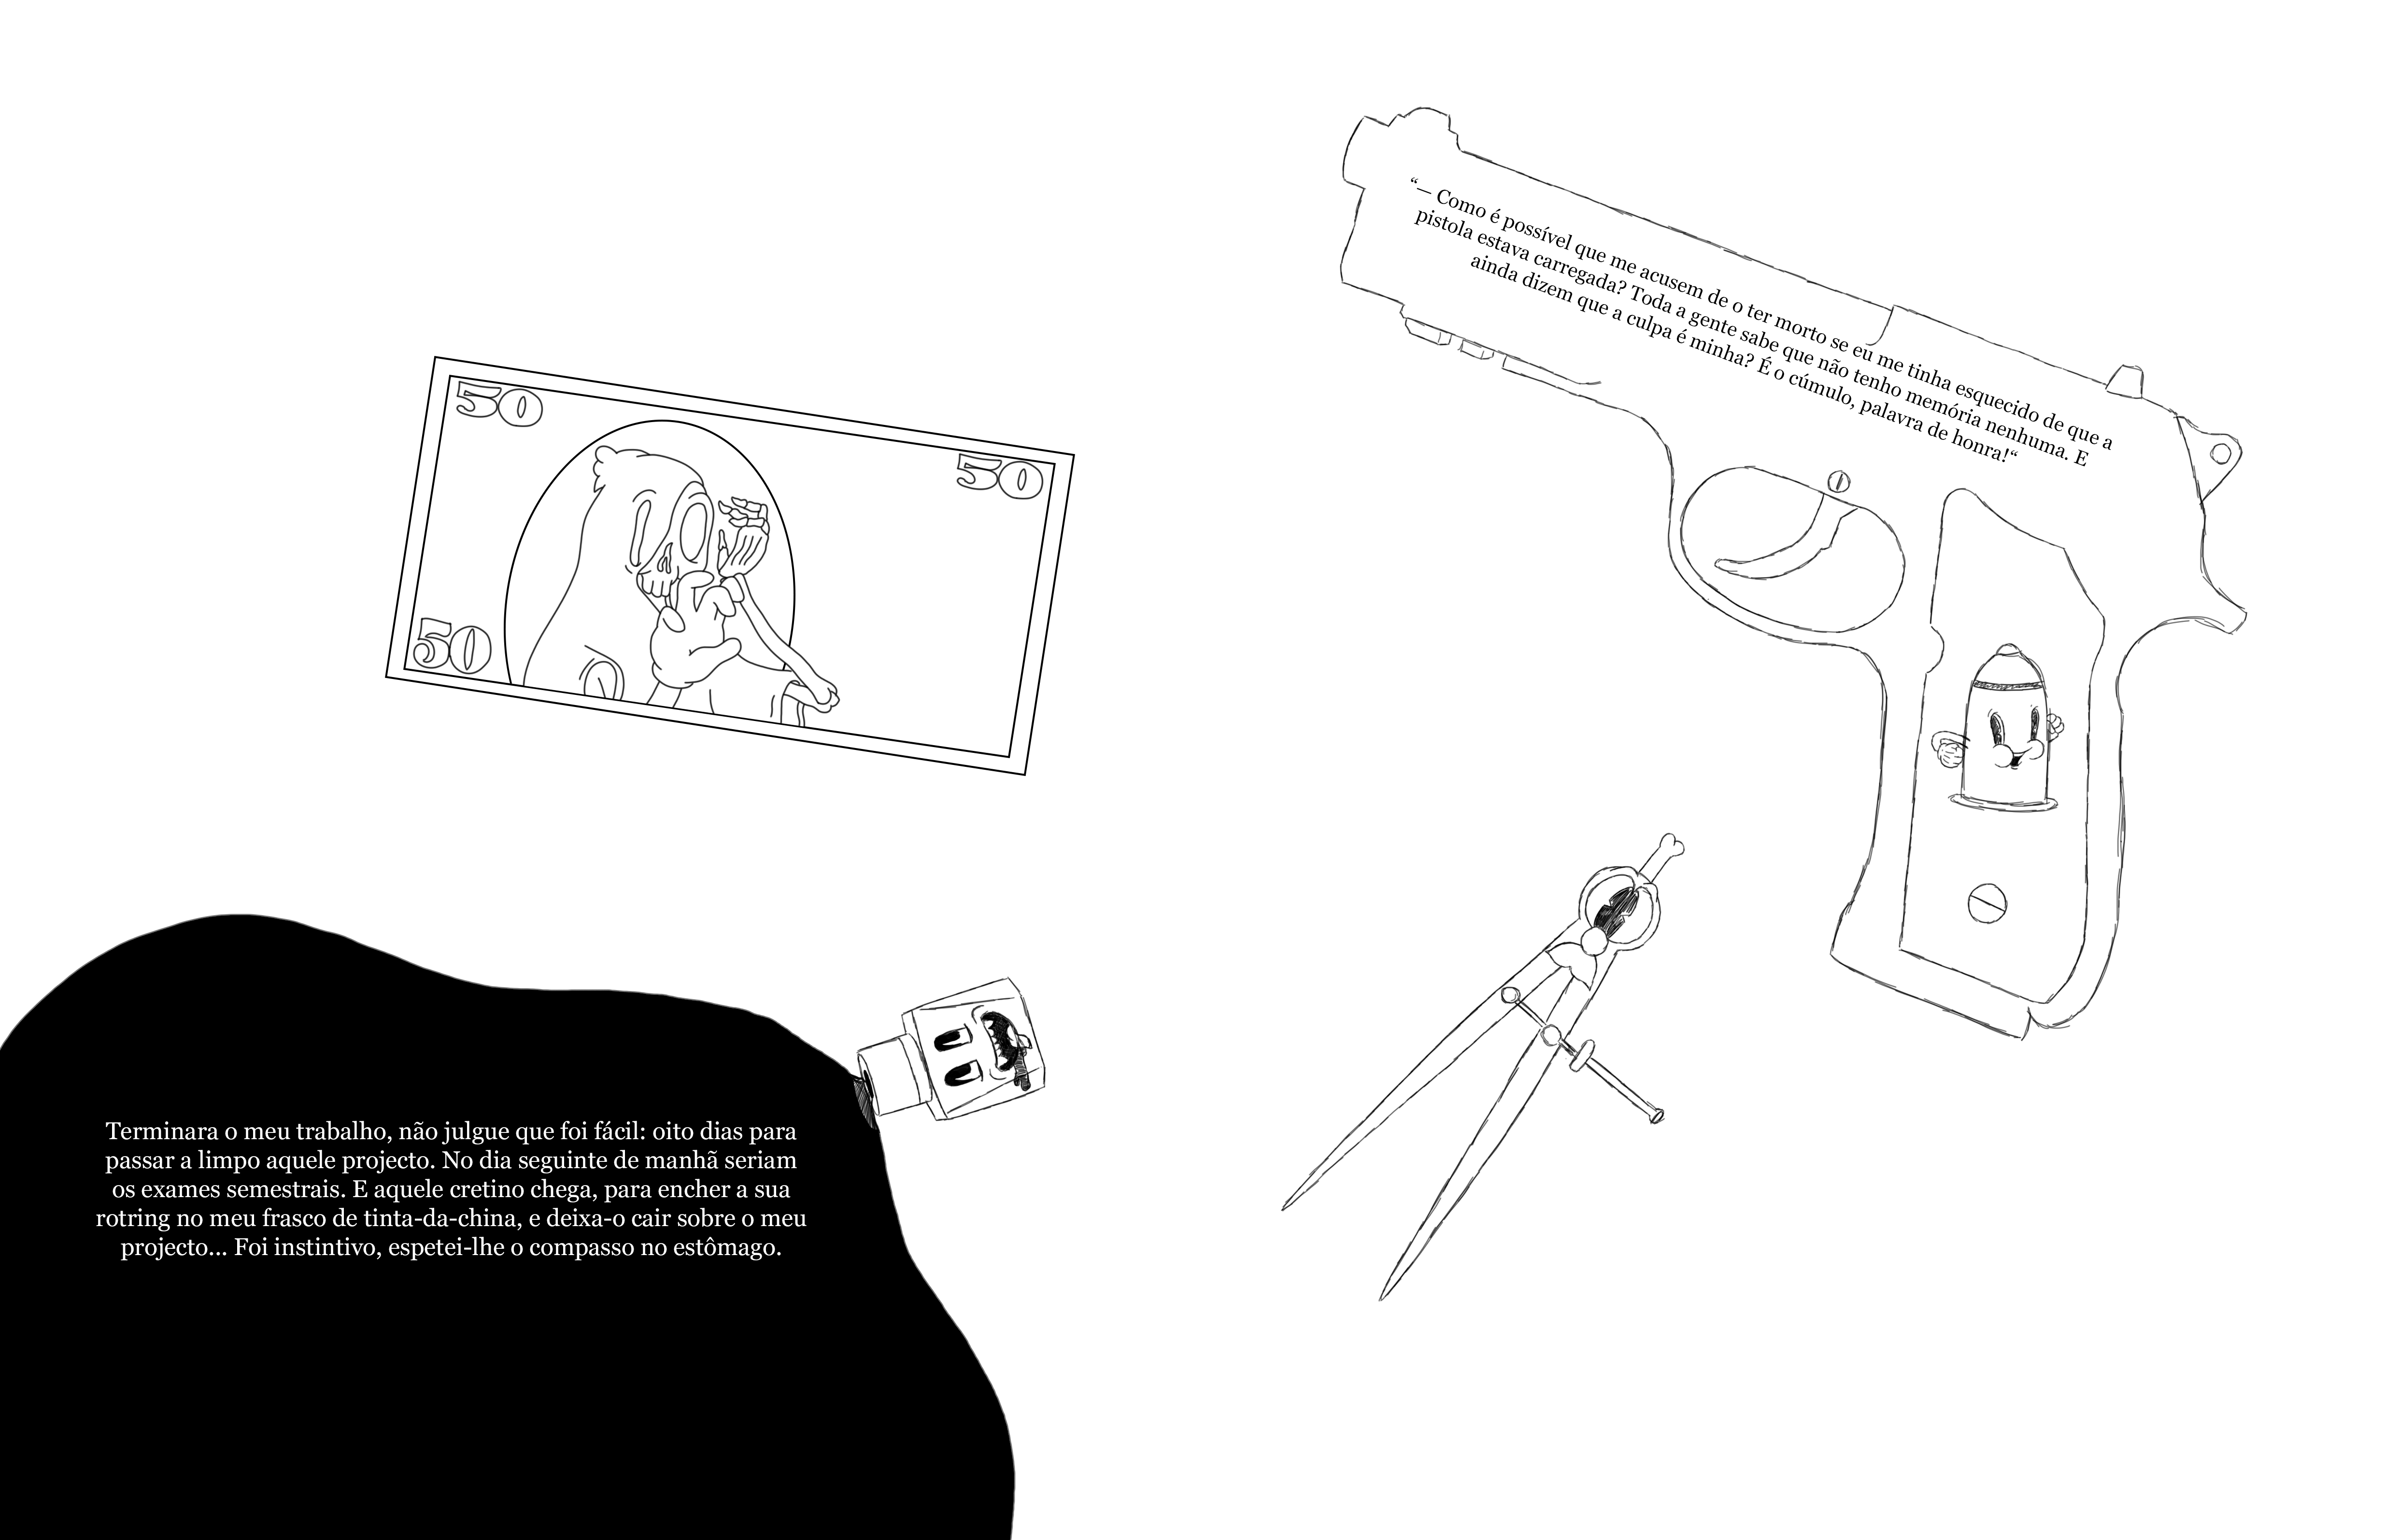 50
50
50
“— Como é possível que me acusem de o ter morto se eu me tinha esquecido de que a
pistola estava carregada? Toda a gente sabe que não tenho memória nenhuma. E
ainda dizem que a culpa é minha? É o cúmulo, palavra de honra!“
Terminara o meu trabalho, não julgue que foi fácil: oito dias para
passar a limpo aquele projecto. No dia seguinte de manhã seriam
os exames semestrais. E aquele cretino chega, para encher a sua
rotring no meu frasco de tinta-da-china, e deixa-o cair sobre o meu
projecto... Foi instintivo, espetei-lhe o compasso no estômago.